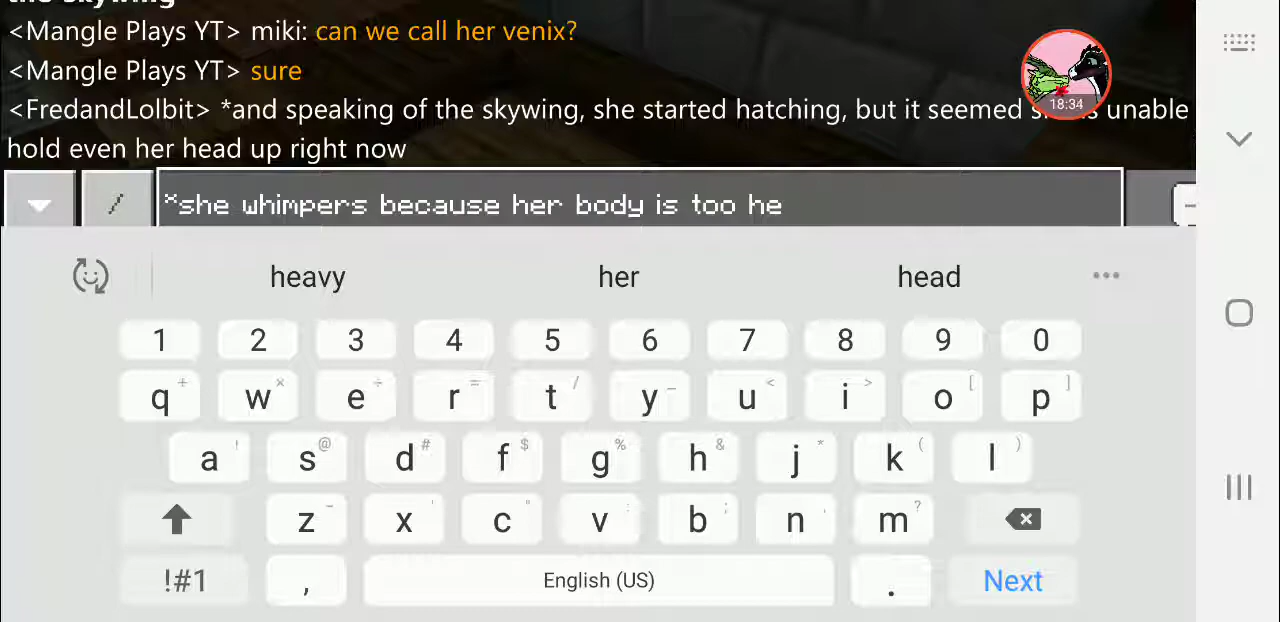 the skywing
<Mangle Plays YT> miki: can we call her venix?
<Mangle Plays YT> sure
<FredandLolbit> *and speaking of the skywing, she started hatching, but it seemed unable
18:34
hold even her head up right now
/ *she whimpers because her body is too he
heavy her head
1 2 3 4 5 6 7 8 9 0
q + w × e ÷ r = t / y _ u < i > o [ p ]
a ! s @ d # f $ g % h & j * k ( l )
z - x ' c " v : b ; n , m ?
!#1 , English (US) . Next